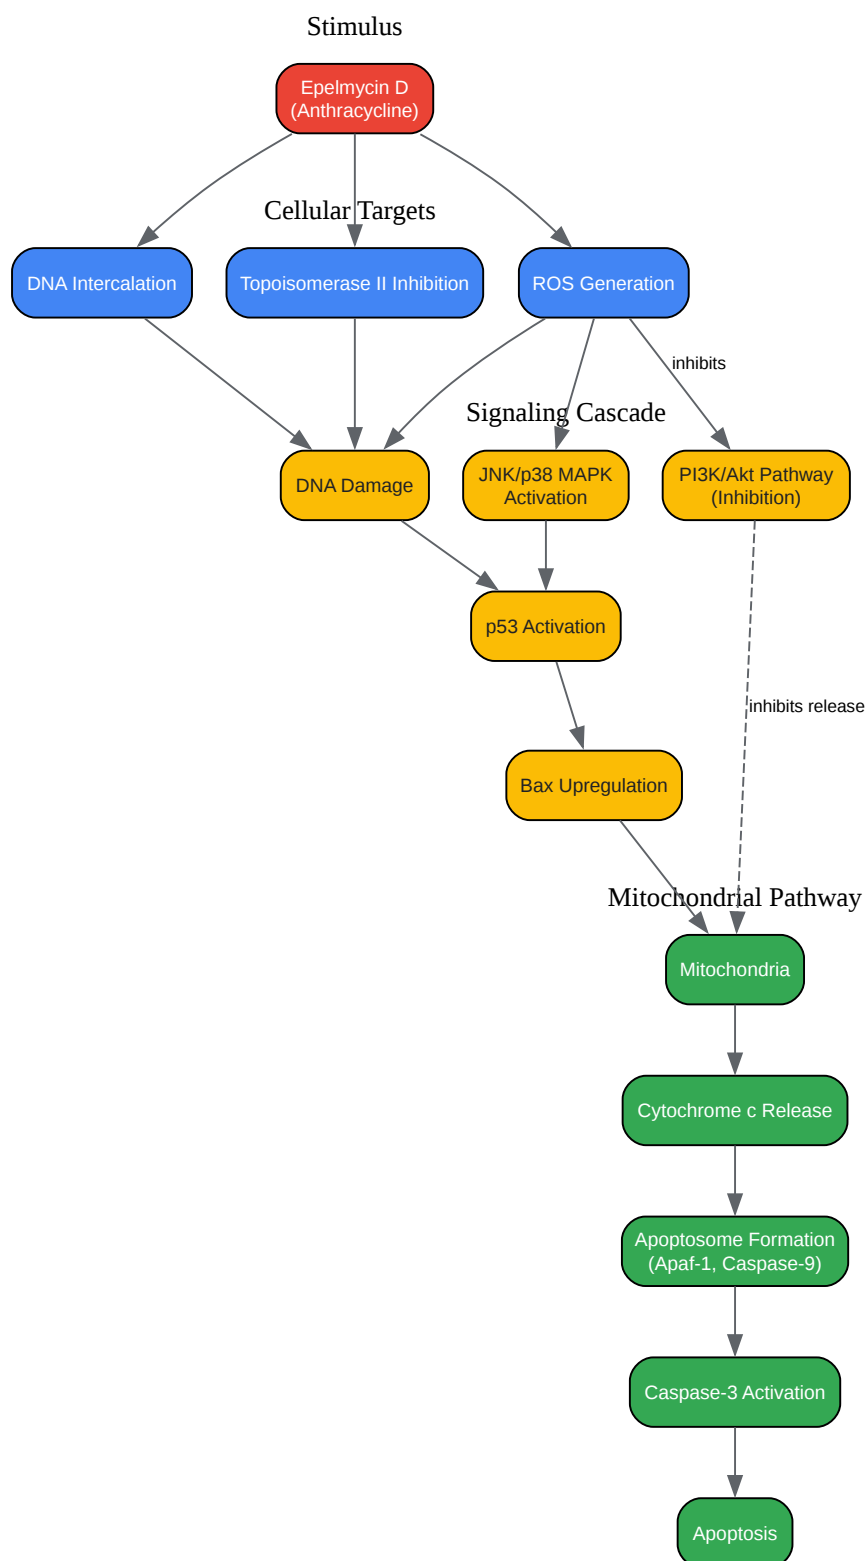 Stimulus
Epelmycin D
(Anthracycline)
Cellular Targets
DNA Intercalation
Topoisomerase II Inhibition
ROS Generation
inhibits
Signaling Cascade
DNA Damage
JNK/p38 MAPK
Activation
PI3K/Akt Pathway
(Inhibition)
p53 Activation
inhibits release
Bax Upregulation
Mitochondrial Pathway
Mitochondria
Cytochrome c Release
Apoptosome Formation
(Apaf-1, Caspase-9)
Caspase-3 Activation
Apoptosis